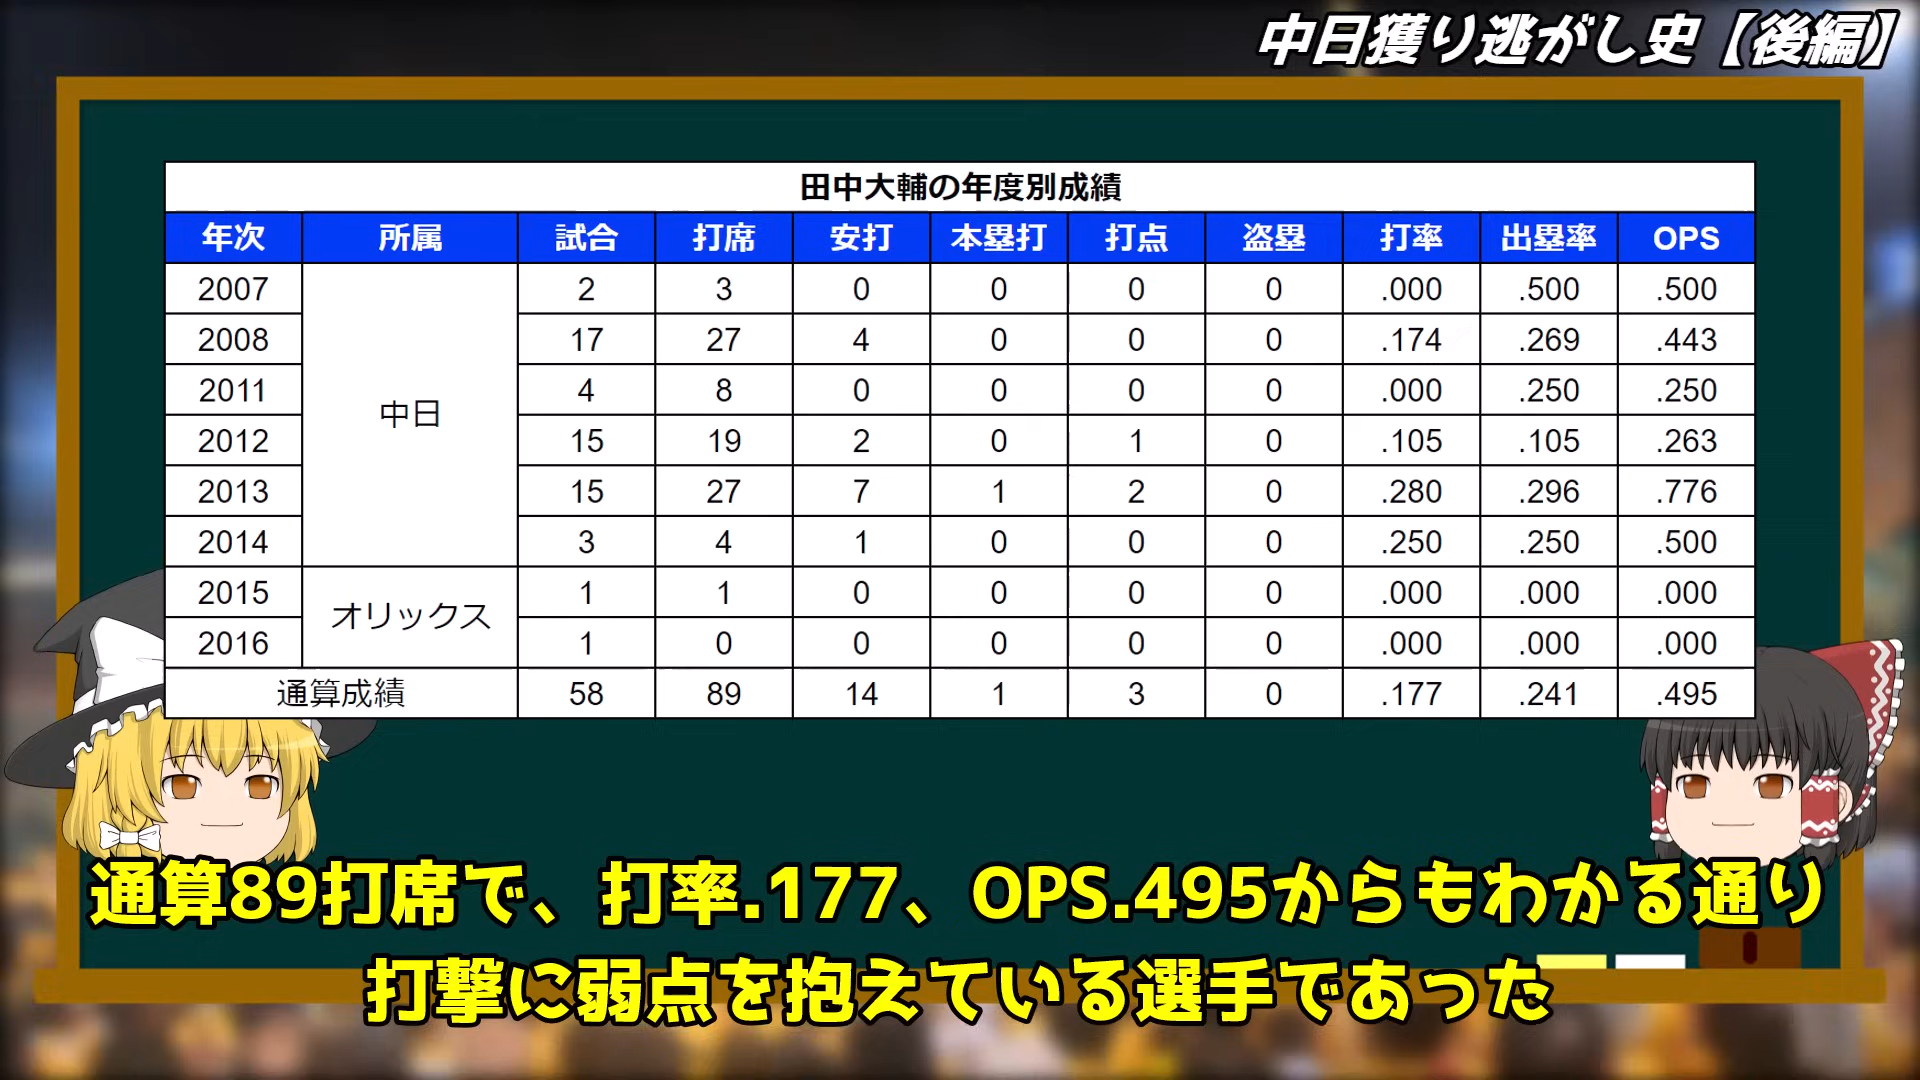 中日獲り逃がし史【後編】
田中大輔の年度別成績
年次 所属 試合 打席 安打 本塁打 打点 盗塁 打率 出塁率 OPS
2007 中日 2 3 0 0 0 0 .000 .500 .500
2008 17 27 4 0 0 0 .174 .269 .443
2011 4 8 0 0 0 0 .000 .250 .250
2012 15 19 2 0 1 0 .105 .105 .263
2013 15 27 7 1 2 0 .280 .296 .776
2014 3 4 1 0 0 0 .250 .250 .500
2015 オリックス 1 1 0 0 0 0 .000 .000 .000
2016 1 0 0 0 0 0 .000 .000 .000
通算成績 58 89 14 1 3 0 .177 .241 .495
通算89打席で、打率.177、OPS.495からもわかる通り
打撃に弱点を抱えている選手であった